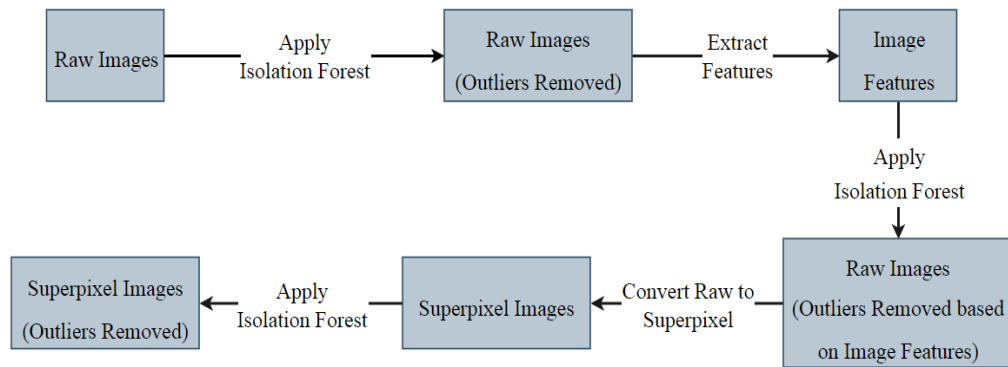 Raw Images
Apply
Isolation Forest
Raw Images
(Outliers Removed)
Extract
Features
Image
Features
Apply
Isolation Forest
Raw Images
(Outliers Removed based
on Image Features)
Convert Raw to
Superpixel
Superpixel Images
Apply
Isolation Forest
Superpixel Images
(Outliers Removed)